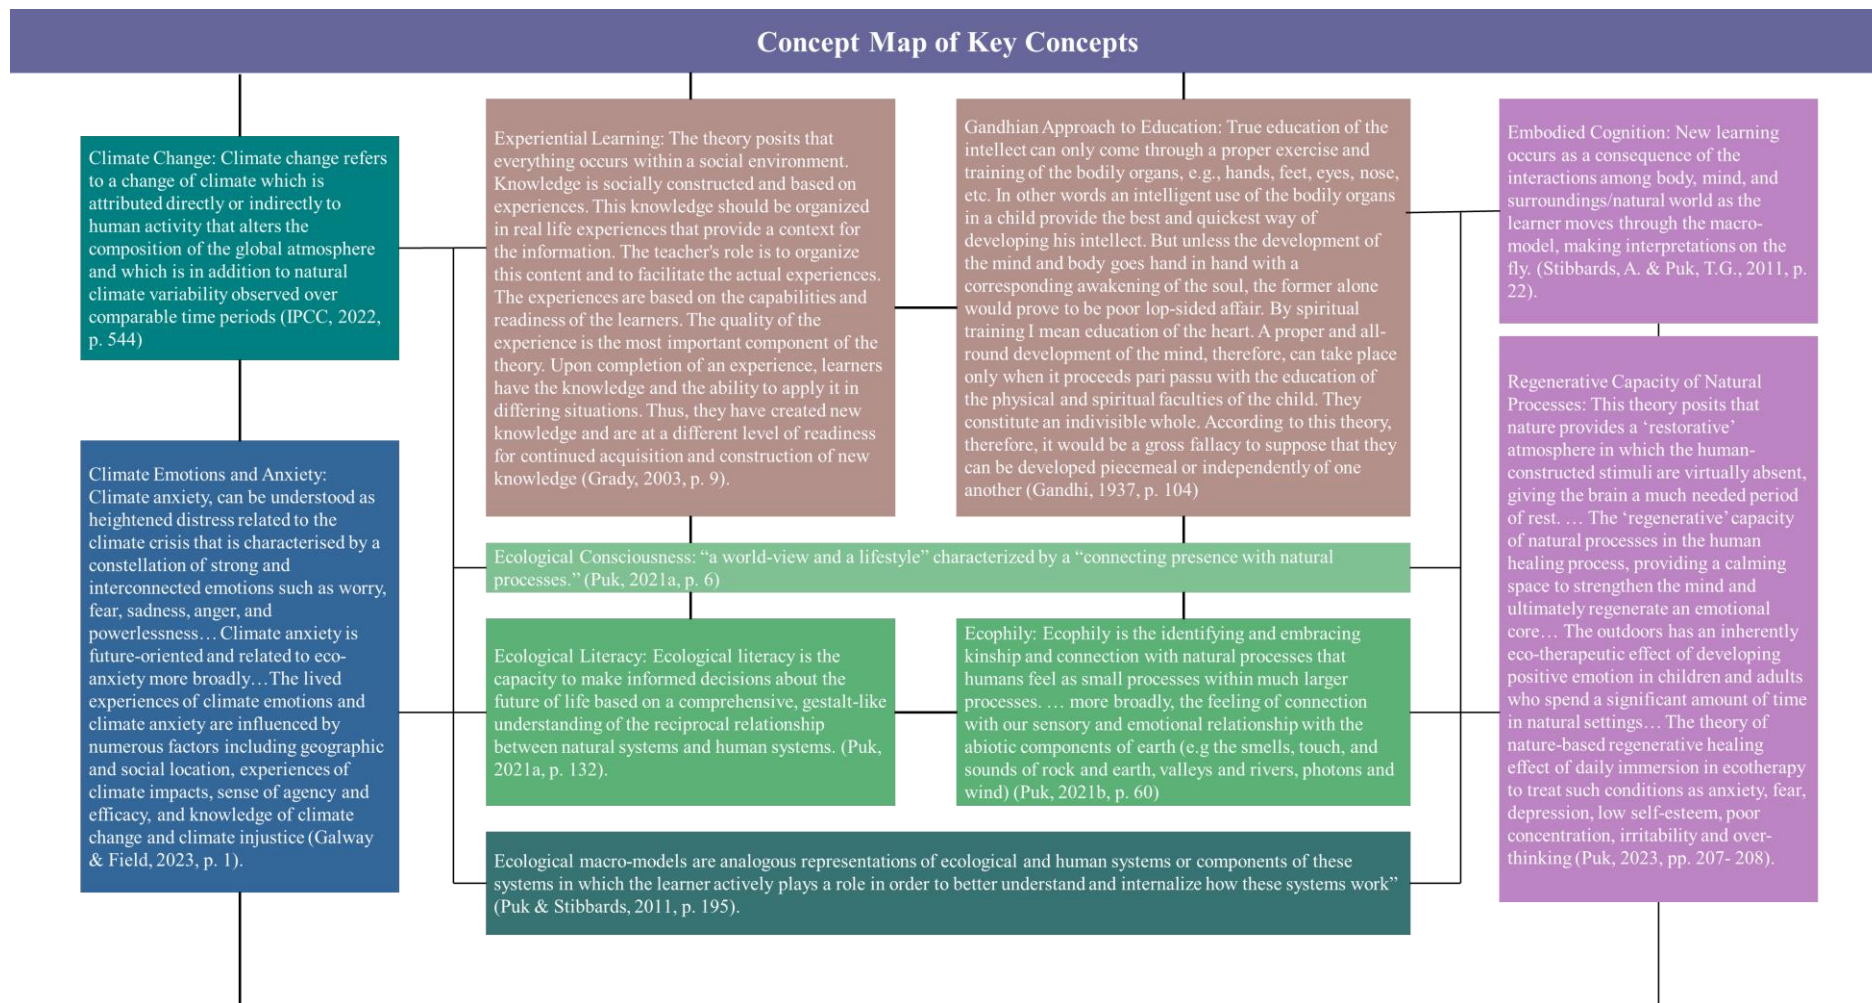 Concept Map of Key Concepts
Climate Change: Climate change refers
to a change of climate which is
attributed directly or indirectly to
human activity that alters the
composition of the global atmosphere
and which is in addition to natural
climate variability observed over
comparable time periods (IPCC, 2022,
p. 544)
Climate Emotions and Anxiety:
Climate anxiety, can be understood as
heightened distress related to the
climate crisis that is characterised by a
constellation of strong and
interconnected emotions such as worry,
fear, sadness, anger, and
powerlessness… Climate anxiety is
future-oriented and related to eco-
anxiety more broadly…The lived
experiences of climate emotions and
climate anxiety are influenced by
numerous factors including geographic
and social location, experiences of
climate impacts, sense of agency and
efficacy, and knowledge of climate
change and climate injustice (Galway
& Field, 2023, p. 1).
Experiential Learning: The theory posits that
everything occurs within a social environment.
Knowledge is socially constructed and based on
experiences. This knowledge should be organized
in real life experiences that provide a context for
the information. The teacher's role is to organize
this content and to facilitate the actual experiences.
The experiences are based on the capabilities and
readiness of the learners. The quality of the
experience is the most important component of the
theory. Upon completion of an experience, learners
have the knowledge and the ability to apply it in
differing situations. Thus, they have created new
knowledge and are at a different level of readiness
for continued acquisition and construction of new
knowledge (Grady, 2003, p. 9).
Gandhian Approach to Education: True education of the
intellect can only come through a proper exercise and
training of the bodily organs, e.g., hands, feet, eyes, nose,
etc. In other words an intelligent use of the bodily organs
in a child provide the best and quickest way of
developing his intellect. But unless the development of
the mind and body goes hand in hand with a
corresponding awakening of the soul, the former alone
would prove to be poor lop-sided affair. By spiritual
training I mean education of the heart. A proper and all-
round development of the mind, therefore, can take place
only when it proceeds pari passu with the education of
the physical and spiritual faculties of the child. They
constitute an indivisible whole. According to this theory,
therefore, it would be a gross fallacy to suppose that they
can be developed piecemeal or independently of one
another (Gandhi, 1937, p. 104)
Ecological Consciousness: “a world-view and a lifestyle” characterized by a “connecting presence with natural
processes.” (Puk, 2021a, p. 6)
Ecological Literacy: Ecological literacy is the
capacity to make informed decisions about the
future of life based on a comprehensive, gestalt-like
understanding of the reciprocal relationship
between natural systems and human systems. (Puk,
2021a, p. 132).
Ecophily: Ecophily is the identifying and embracing
kinship and connection with natural processes that
humans feel as small processes within much larger
processes. … more broadly, the feeling of connection
with our sensory and emotional relationship with the
abiotic components of earth (e.g the smells, touch, and
sounds of rock and earth, valleys and rivers, photons and
wind) (Puk, 2021b, p. 60)
Ecological macro-models are analogous representations of ecological and human systems or components of these
systems in which the learner actively plays a role in order to better understand and internalize how these systems work”
(Puk & Stibbards, 2011, p. 195).
Embodied Cognition: New learning
occurs as a consequence of the
interactions among body, mind, and
surroundings/natural world as the
learner moves through the macro-
model, making interpretations on the
fly. (Stibbards, A. & Puk, T.G., 2011, p.
22).
Regenerative Capacity of Natural
Processes: This theory posits that
nature provides a ‘restorative’
atmosphere in which the human-
constructed stimuli are virtually absent,
giving the brain a much needed period
of rest. … The ‘regenerative’ capacity
of natural processes in the human
healing process, providing a calming
space to strengthen the mind and
ultimately regenerate an emotional
core… The outdoors has an inherently
eco-therapeutic effect of developing
positive emotion in children and adults
who spend a significant amount of time
in natural settings… The theory of
nature-based regenerative healing
effect of daily immersion in ecotherapy
to treat such conditions as anxiety, fear,
depression, low self-esteem, poor
concentration, irritability and over-
thinking (Puk, 2023, pp. 207- 208).